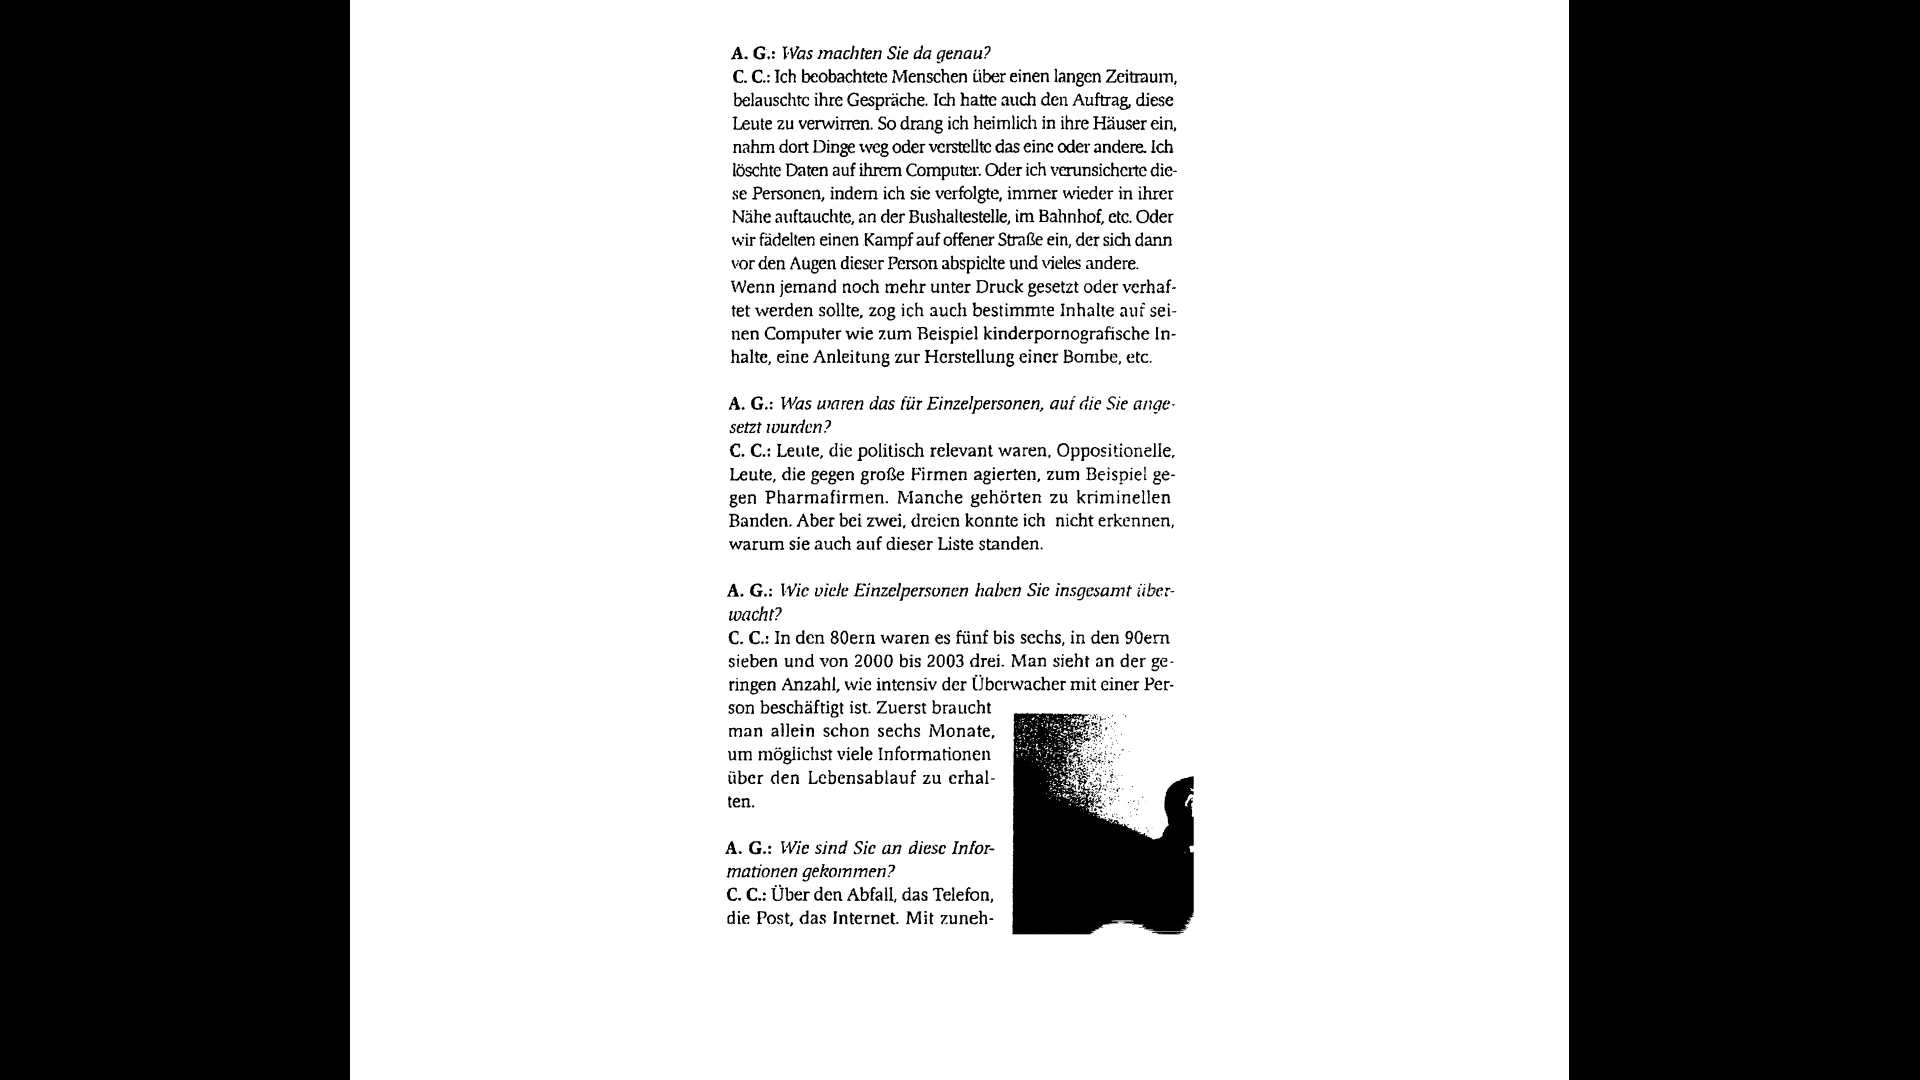 A. G.: Was machten Sie da genau?
C. C.: Ich beobachtete Menschen über einen langen Zeitraum,
belauschte ihre Gespräche. Ich hatte auch den Auftrag, diese
Leute zu verwirren. So drang ich heimlich in ihre Häuser ein,
nahm dort Dinge weg oder verstellte das eine oder andere. Ich
löschte Daten auf ihrem Computer. Oder ich verunsicherte die-
se Personen, indem ich sie verfolgte, immer wieder in ihrer
Nähe auftauchte, an der Bushaltestelle, im Bahnhof, etc. Oder
wir fädelten einen Kampf auf offener Straße ein, der sich dann
vor den Augen dieser Person abspielte und vieles andere.
Wenn jemand noch mehr unter Druck gesetzt oder verhaf-
tet werden sollte, zog ich auch bestimmte Inhalte auf sei-
nen Computer wie zum Beispiel kinderpornografische In-
halte, eine Anleitung zur Herstellung einer Bombe, etc.
A. G.: Was waren das für Einzelpersonen, auf die Sie ange-
setzt wurden?
C. C.: Leute, die politisch relevant waren, Oppositionelle,
Leute, die gegen große Firmen agierten, zum Beispiel ge-
gen Pharmafirmen. Manche gehörten zu kriminellen
Banden. Aber bei zwei, dreien konnte ich nicht erkennen,
warum sie auch auf dieser Liste standen.
A. G.: Wie viele Einzelpersonen haben Sie insgesamt über-
wacht?
C. C.: In den 80ern waren es fünf bis sechs, in den 90ern
sieben und von 2000 bis 2003 drei. Man sieht an der ge-
ringen Anzahl, wie intensiv der Überwacher mit einer Per-
son beschäftigt ist. Zuerst braucht
man allein schon sechs Monate,
um möglichst viele Informationen
über den Lebensablauf zu erhal-
ten.
A. G.: Wie sind Sie an diese Infor-
mationen gekommen?
C. C.: Über den Abfall, das Telefon,
die Post, das Internet. Mit zuneh-